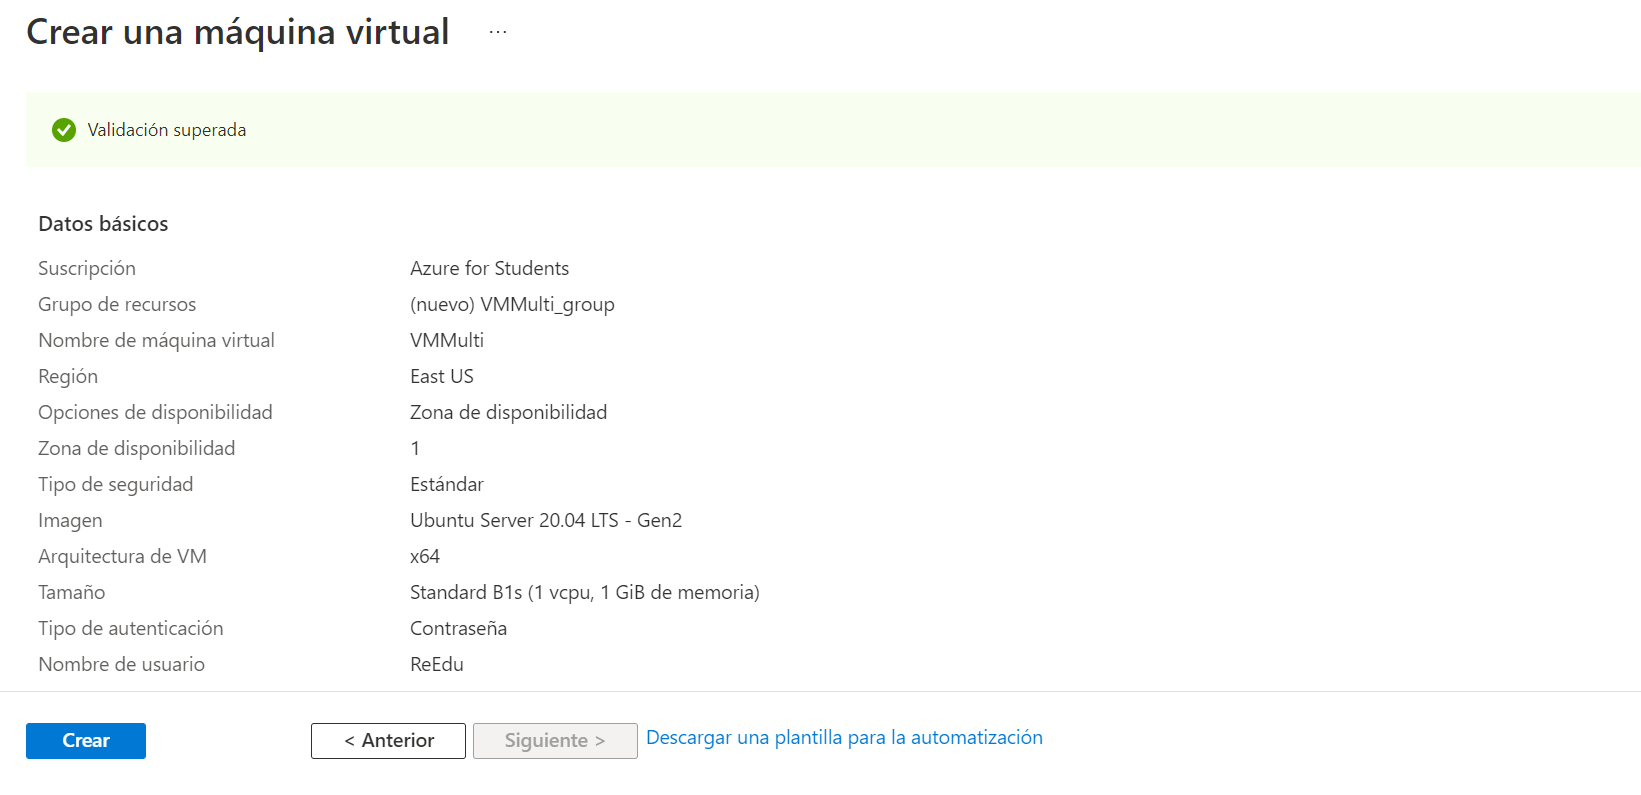 Crear una máquina virtual ...
Validación superada
Datos básicos
Suscripción Azure for Students
Grupo de recursos (nuevo) VMMulti_group
Nombre de máquina virtual VMMulti
Región East US
Opciones de disponibilidad Zona de disponibilidad
Zona de disponibilidad 1
Tipo de seguridad Estándar
Imagen Ubuntu Server 20.04 LTS - Gen2
Arquitectura de VM x64
Tamaño Standard B1s (1 vcpu, 1 GiB de memoria)
Tipo de autenticación Contraseña
Nombre de usuario ReEdu
Crear < Anterior Siguiente > Descargar una plantilla para la automatización